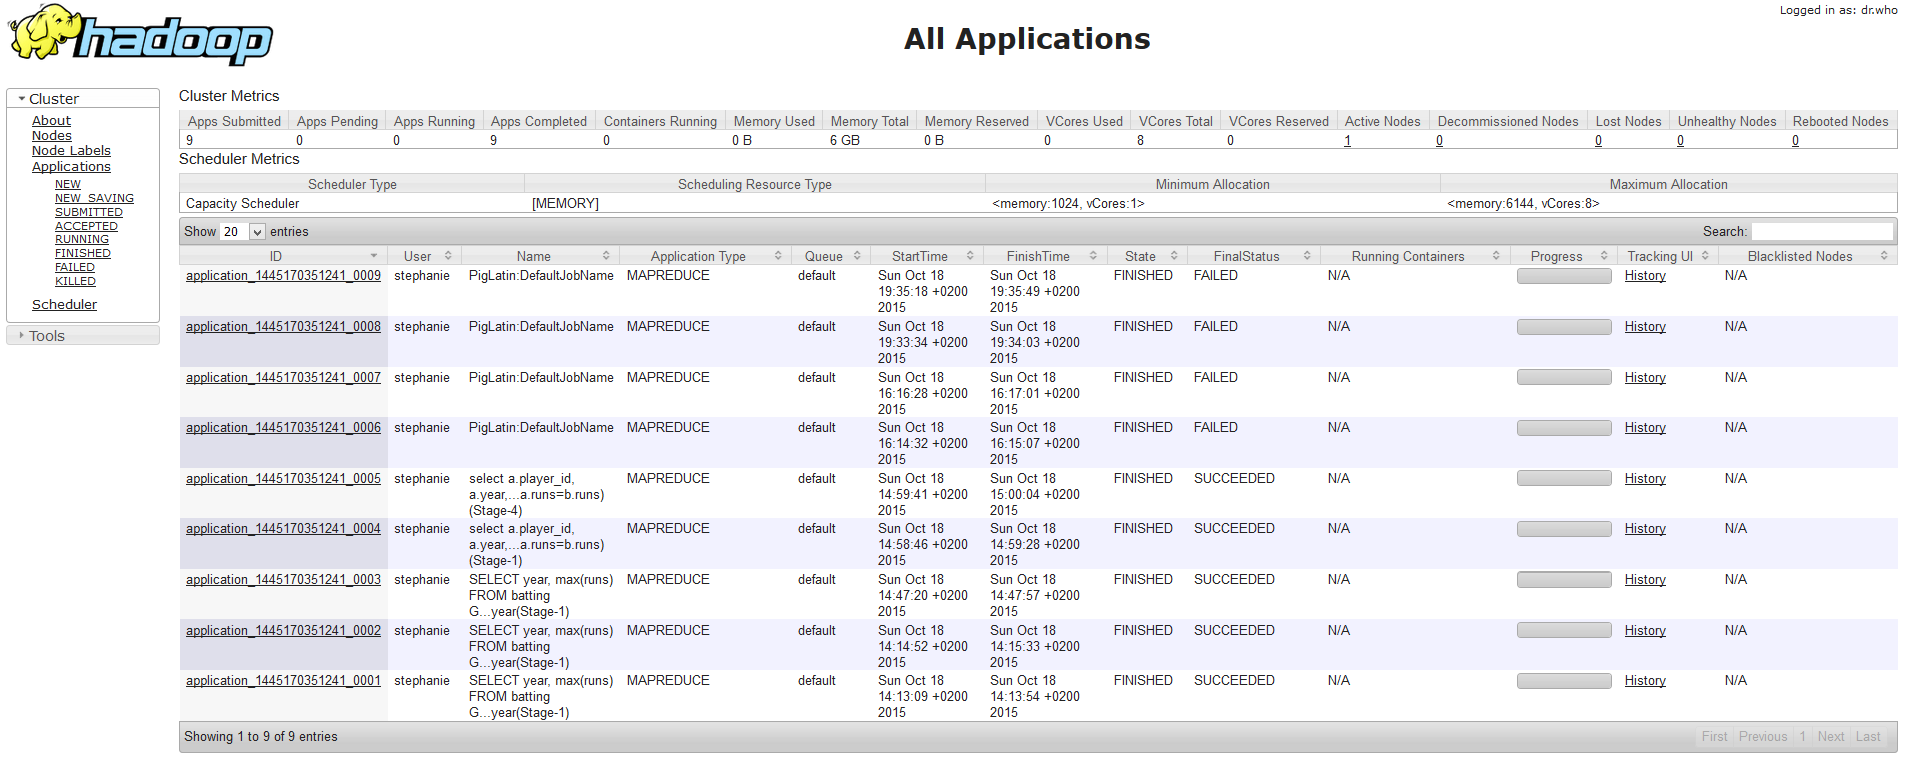 Logged in as: dr.who
hadoop
All Applications
Cluster
About
Nodes
Node Labels
Applications
NEW
NEW_SAVING
SUBMITTED
ACCEPTED
RUNNING
FINISHED
FAILED
KILLED
Scheduler
Tools
Cluster Metrics
Apps Submitted Apps Pending Apps Running Apps Completed Containers Running Memory Used Memory Total Memory Reserved VCores Used VCores Total VCores Reserved Active Nodes Decommissioned Nodes Lost Nodes Unhealthy Nodes Rebooted Nodes
9 0 0 9 0 0 B 6 GB 0 B 0 8 0 1 0 0 0 0
Scheduler Metrics
Scheduler Type Scheduling Resource Type Minimum Allocation Maximum Allocation
Capacity Scheduler [MEMORY] <memory:1024, vCores:1> <memory:6144, vCores:8>
Show 20 entries Search:
ID User Name Application Type Queue StartTime FinishTime State FinalStatus Running Containers Progress Tracking UI Blacklisted Nodes
application_1445170351241_0009 stephanie PigLatin:DefaultJobName MAPREDUCE default Sun Oct 18 Sun Oct 18 FINISHED FAILED N/A History N/A
19:35:18 +0200 19:35:49 +0200
2015 2015
application_1445170351241_0008 stephanie PigLatin:DefaultJobName MAPREDUCE default Sun Oct 18 Sun Oct 18 FINISHED FAILED N/A History N/A
19:33:34 +0200 19:34:03 +0200
2015 2015
application_1445170351241_0007 stephanie PigLatin:DefaultJobName MAPREDUCE default Sun Oct 18 Sun Oct 18 FINISHED FAILED N/A History N/A
16:16:28 +0200 16:17:01 +0200
2015 2015
application_1445170351241_0006 stephanie PigLatin:DefaultJobName MAPREDUCE default Sun Oct 18 Sun Oct 18 FINISHED FAILED N/A History N/A
16:14:32 +0200 16:15:07 +0200
2015 2015
application_1445170351241_0005 stephanie select a.player_id, MAPREDUCE default Sun Oct 18 Sun Oct 18 FINISHED SUCCEEDED N/A History N/A
a.year,...a.runs=b.runs) 14:59:41 +0200 15:00:04 +0200
(Stage-4) 2015 2015
application_1445170351241_0004 stephanie select a.player_id, MAPREDUCE default Sun Oct 18 Sun Oct 18 FINISHED SUCCEEDED N/A History N/A
a.year,...a.runs=b.runs) 14:58:46 +0200 14:59:28 +0200
(Stage-1) 2015 2015
application_1445170351241_0003 stephanie SELECT year, max(runs) MAPREDUCE default Sun Oct 18 Sun Oct 18 FINISHED SUCCEEDED N/A History N/A
FROM batting 14:47:20 +0200 14:47:57 +0200
G...year(Stage-1) 2015 2015
application_1445170351241_0002 stephanie SELECT year, max(runs) MAPREDUCE default Sun Oct 18 Sun Oct 18 FINISHED SUCCEEDED N/A History N/A
FROM batting 14:14:52 +0200 14:15:33 +0200
G...year(Stage-1) 2015 2015
application_1445170351241_0001 stephanie SELECT year, max(runs) MAPREDUCE default Sun Oct 18 Sun Oct 18 FINISHED SUCCEEDED N/A History N/A
FROM batting 14:13:09 +0200 14:13:54 +0200
G...year(Stage-1) 2015 2015
Showing 1 to 9 of 9 entries First Previous 1 Next Last